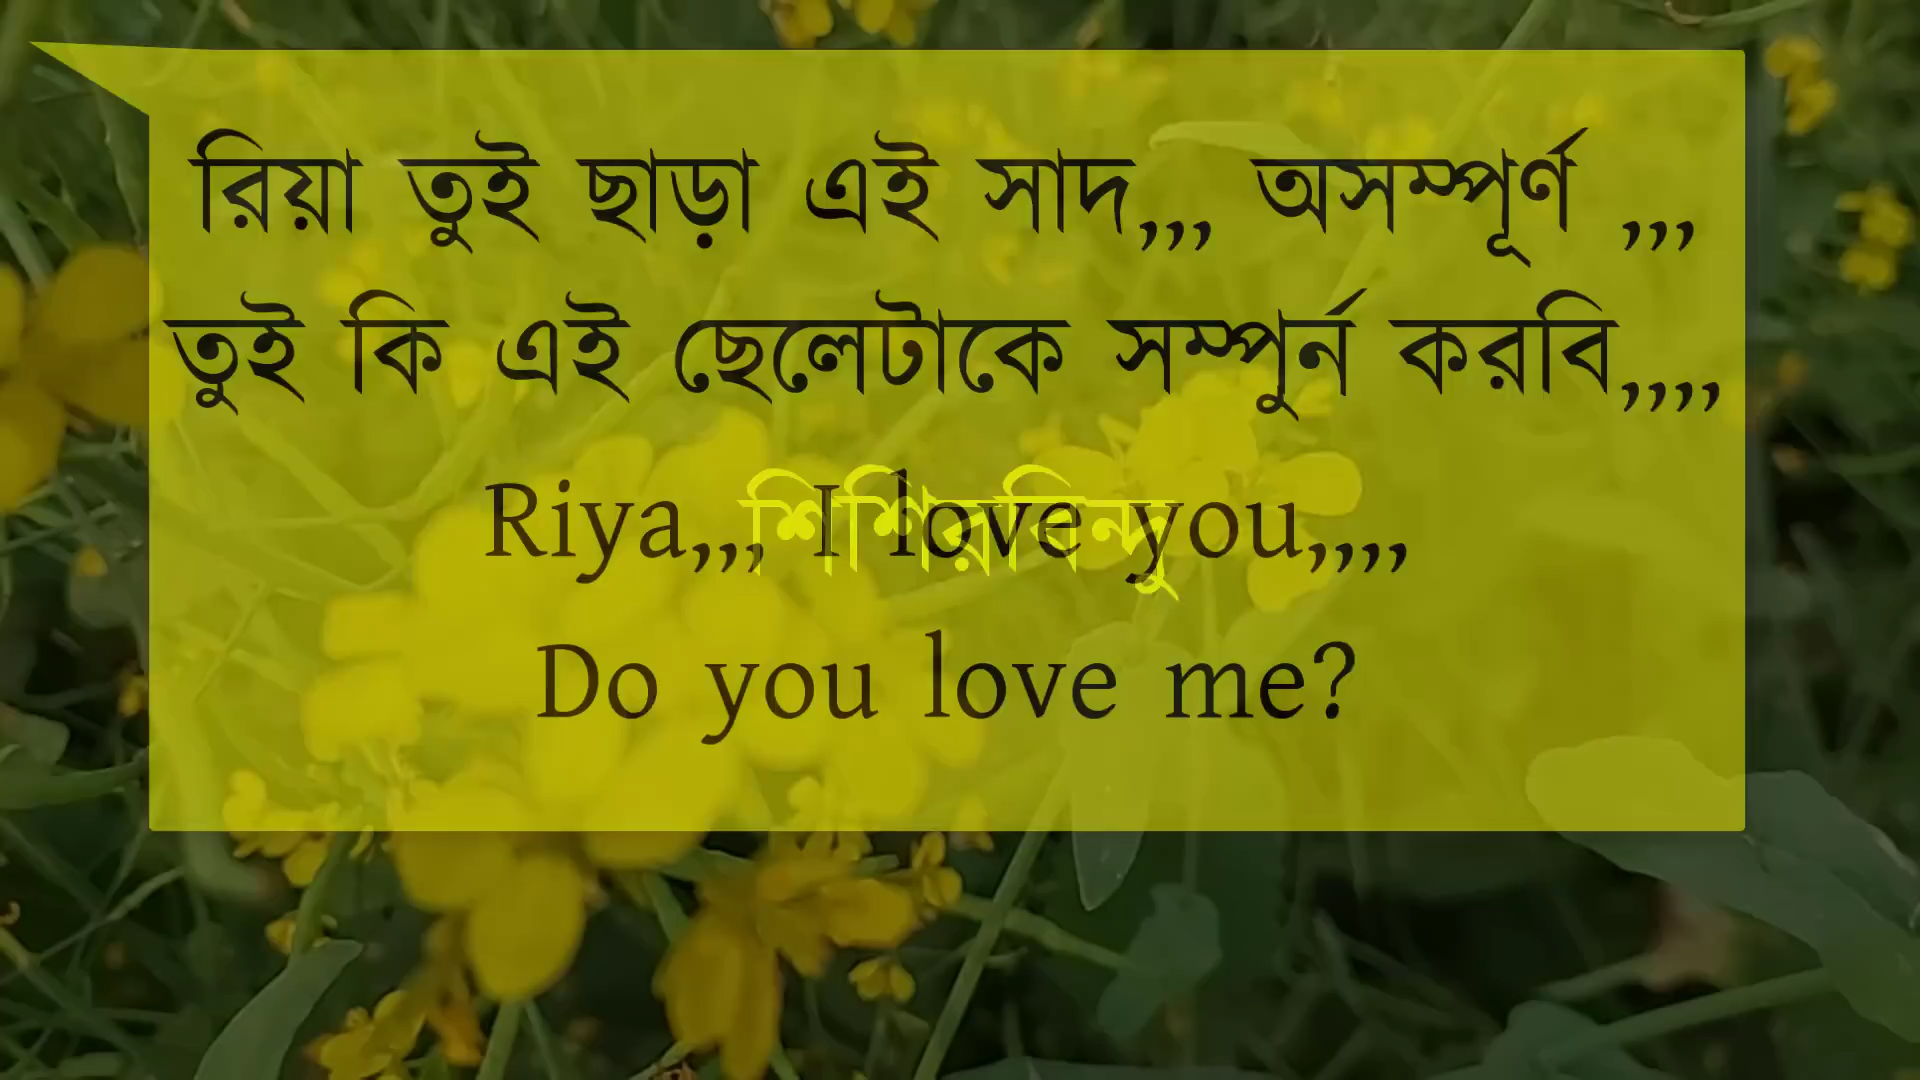 রিয়া তুই ছাড়া এই সাদ,,, অসম্পূর্ণ ,,,
তুই কি এই ছেলেটাকে সম্পুর্ন করবি,,,,
Riya,,, I love you,,,,
শিশিরবিন্দু
Do you love me?